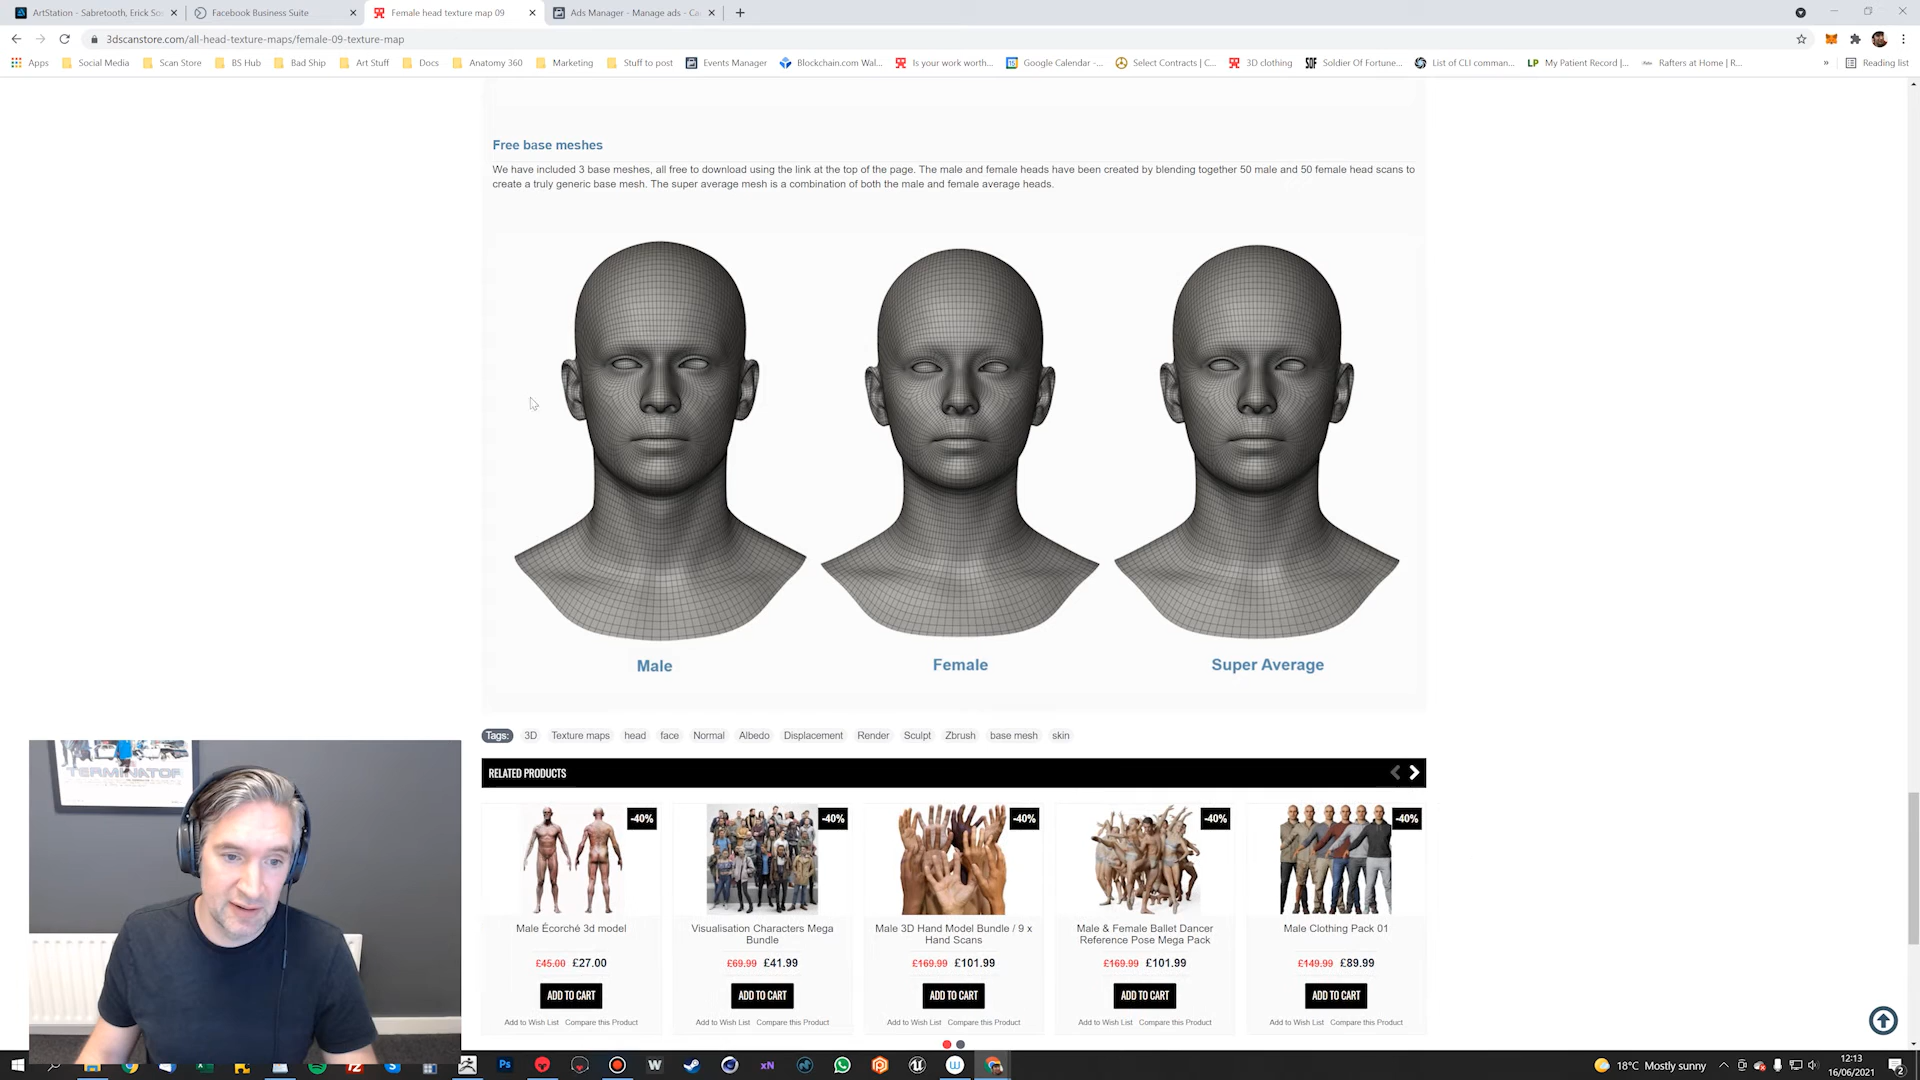 ArtStation - Sabretooth, Erick So
Facebook Business Suite
Female head texture map 09
Ads Manager - Manage ads - Ca
3dscanstore.com/all-head-texture-maps/female-09-texture-map
Apps
Social Media
Scan Store
BS Hub
Bad Ship
Art Stuff
Docs
Anatomy 360
Marketing
Stuff to post
Events Manager
Blockchain.com Wal...
Is your work worth...
Google Calendar -...
Select Contracts | C...
3D clothing
SOF Soldier Of Fortune...
List of CLI comman...
LP My Patient Record |...
Rafters at Home | R...
»
Reading list
Free base meshes
We have included 3 base meshes, all free to download using the link at the top of the page. The male and female heads have been created by blending together 50 male and 50 female head scans to
create a truly generic base mesh. The super average mesh is a combination of both the male and female average heads.
Male
Female
Super Average
Tags: 3D Texture maps head face Normal Albedo Displacement Render Sculpt Zbrush base mesh skin
RELATED PRODUCTS
-40%
-40%
-40%
-40%
-40%
Male Écorché 3d model
£45.00 £27.00
ADD TO CART
Add to Wish List Compare this Product
Visualisation Characters Mega
Bundle
£69.99 £41.99
ADD TO CART
Add to Wish List Compare this Product
Male 3D Hand Model Bundle / 9 x
Hand Scans
£169.99 £101.99
ADD TO CART
Add to Wish List Compare this Product
Male & Female Ballet Dancer
Reference Pose Mega Pack
£169.99 £101.99
ADD TO CART
Add to Wish List Compare this Product
Male Clothing Pack 01
£149.99 £89.99
ADD TO CART
Add to Wish List Compare this Product
TERMINATOR
Ps
W
xN
18°C Mostly sunny
12:13
16/06/2021
2